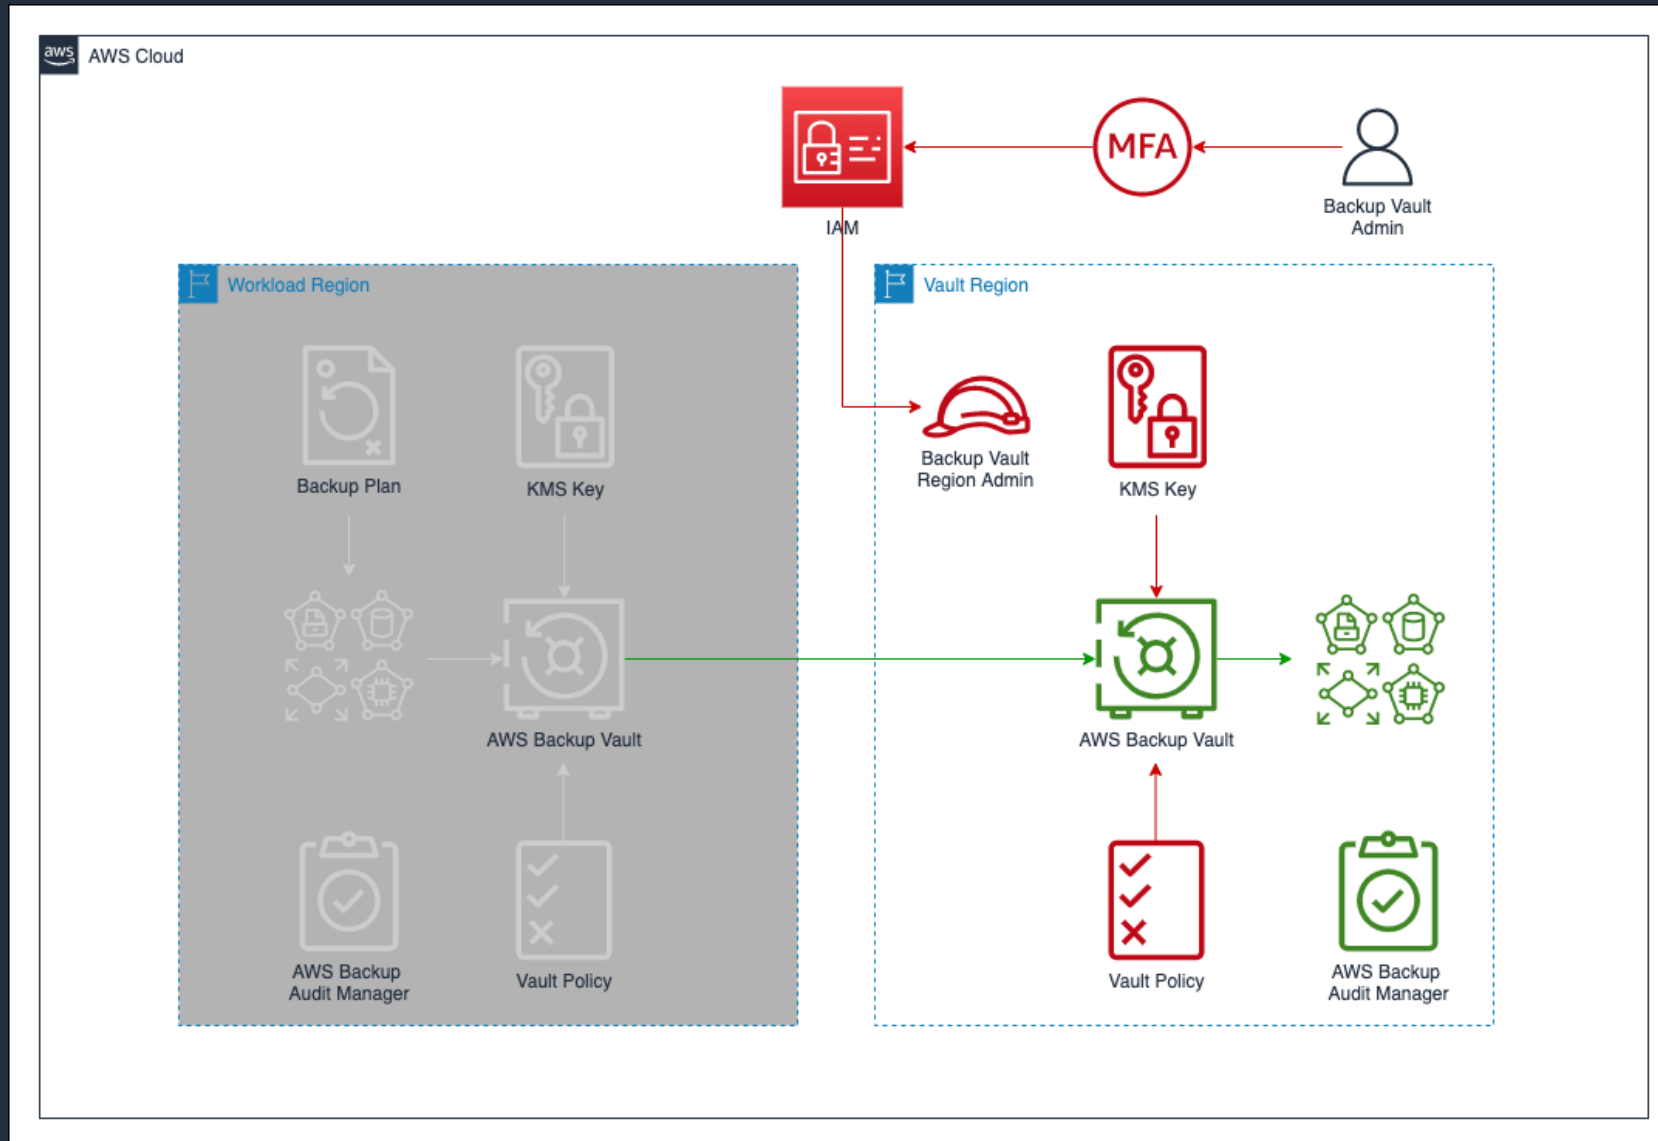 aws
AWS Cloud
MFA
IAM
Backup Vault
Admin
Workload Region
Vault Region
Backup Plan
KMS Key
Backup Vault
Region Admin
KMS Key
AWS Backup Vault
AWS Backup Vault
AWS Backup
Audit Manager
Vault Policy
Vault Policy
AWS Backup
Audit Manager